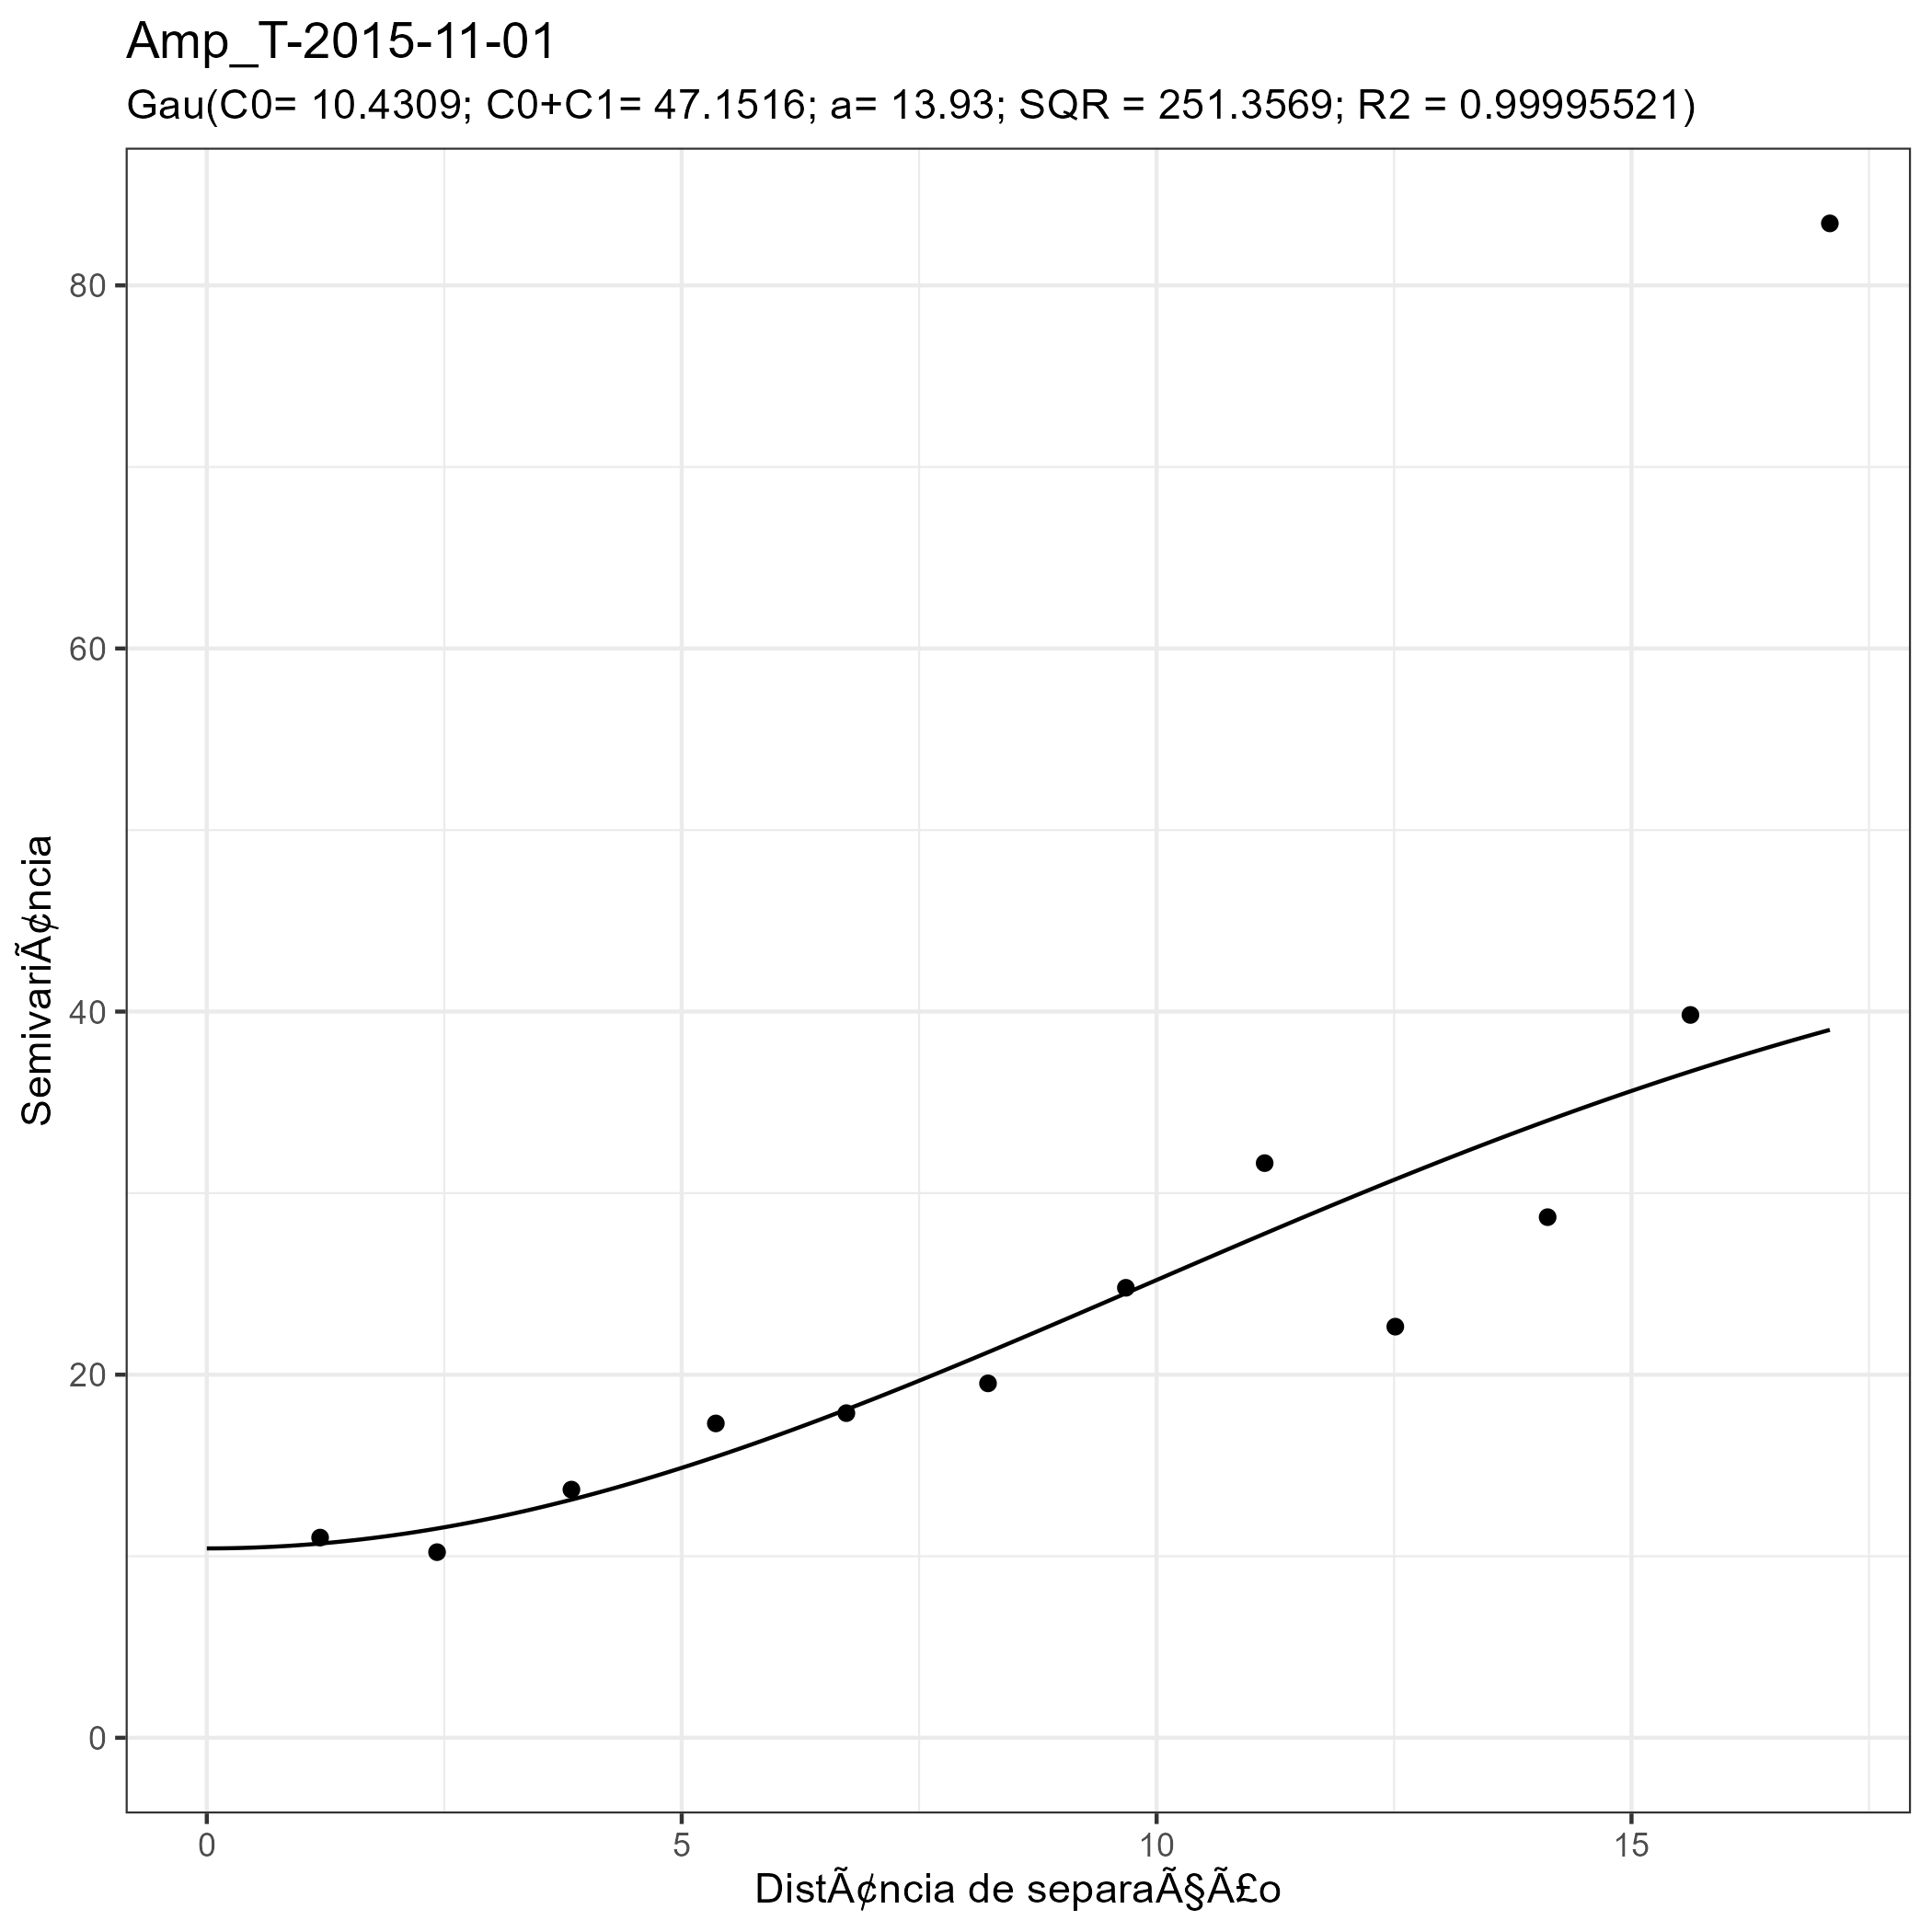 Amp_T-2015-11-01
Gau(C0= 10.4309; C0+C1= 47.1516; a= 13.93; SQR = 251.3569; R2 = 0.99995521)
SemivariÃ¢ncia
80
60
40
20
0
0 5 10 15
DistÃ¢ncia de separaÃ§Ã£o